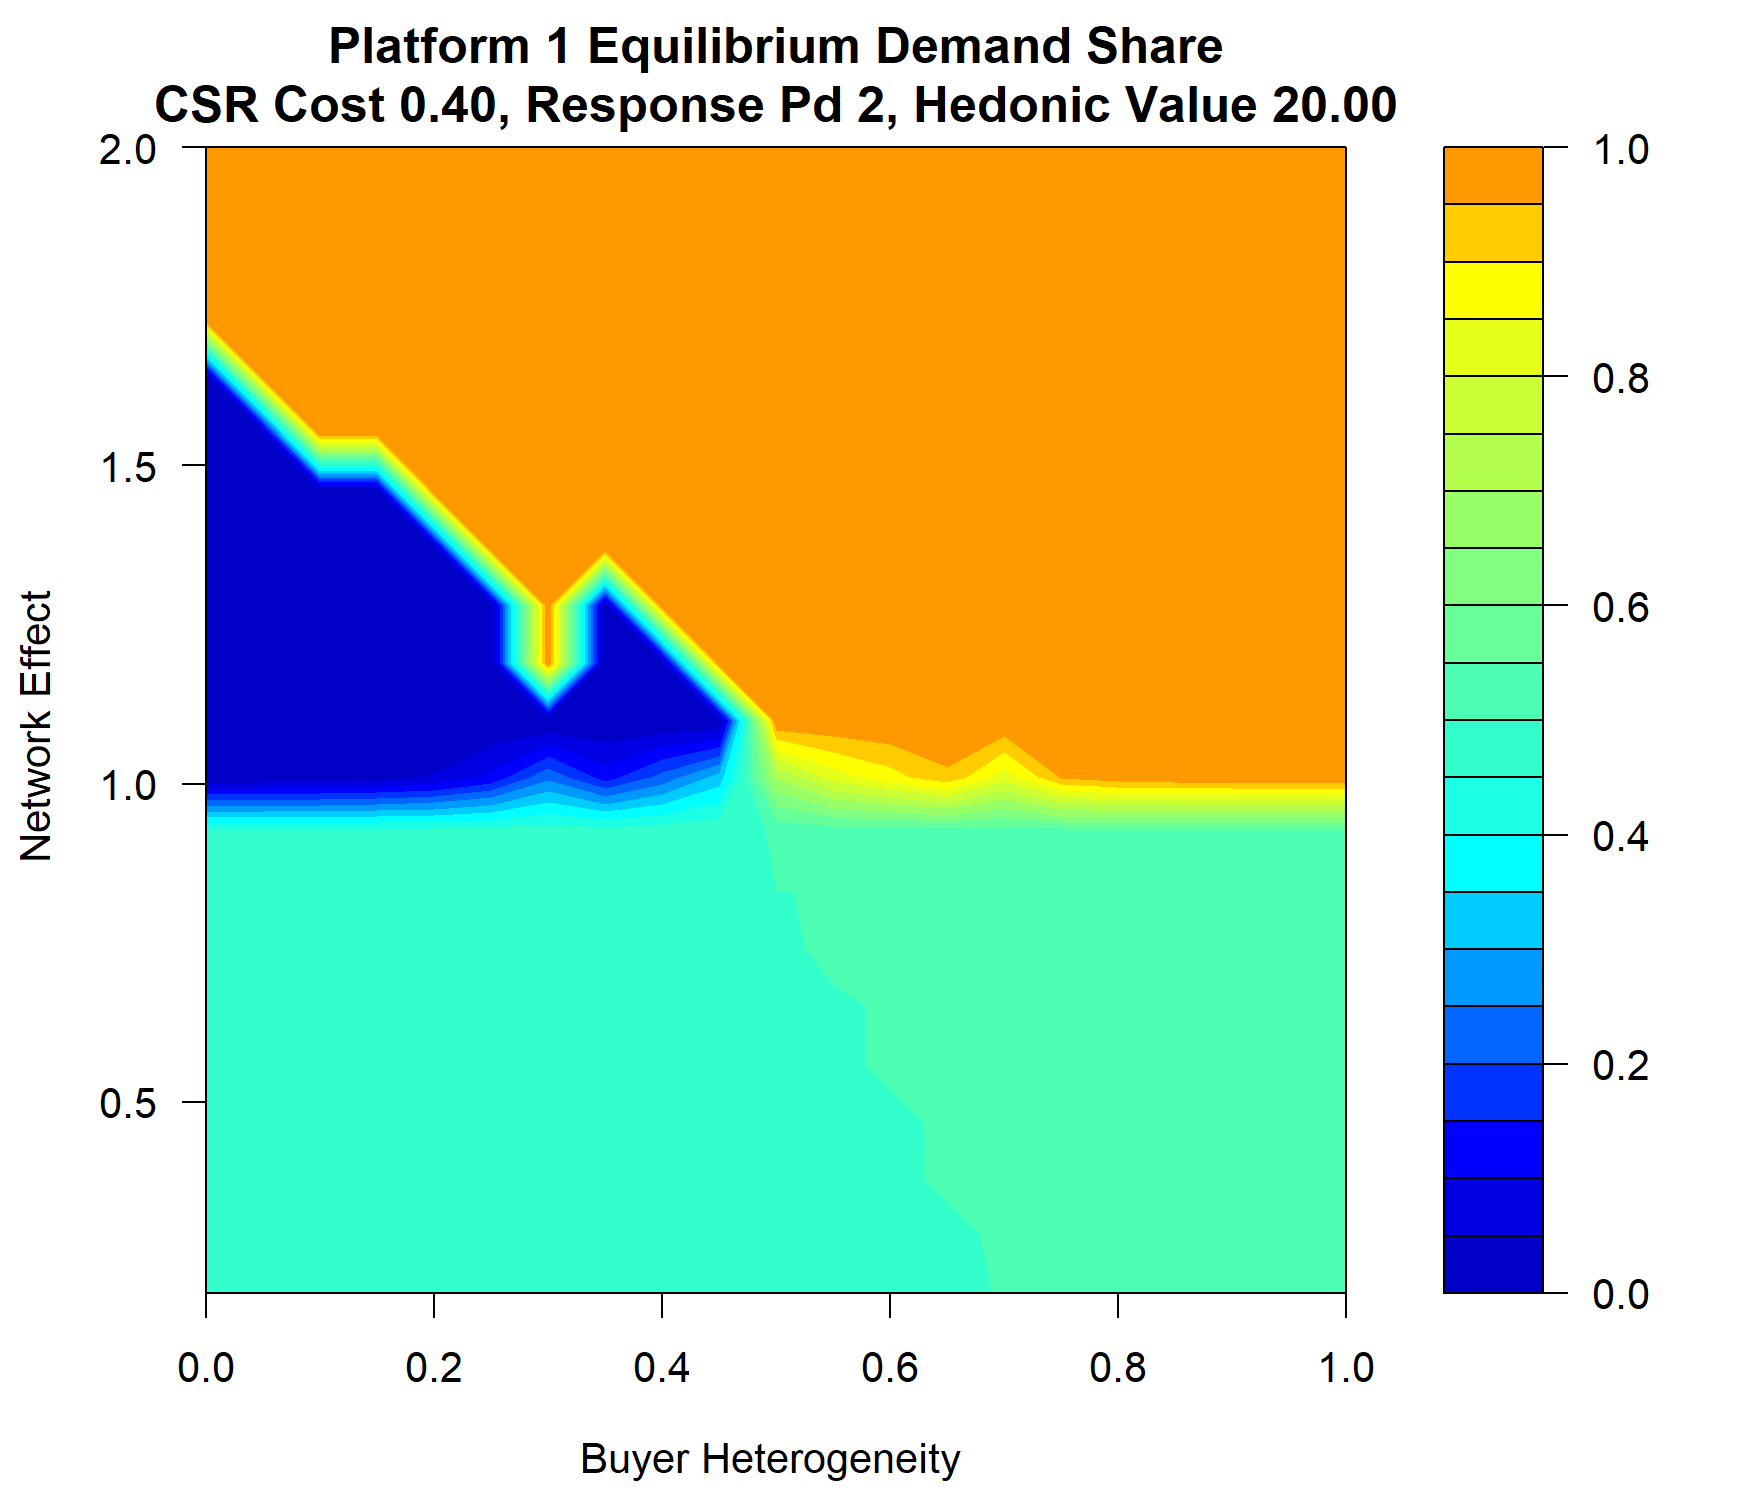 Platform 1 Equilibrium Demand Share
CSR Cost 0.40, Response Pd 2, Hedonic Value 20.00
2.0
1.5
1.0
0.5
Network Effect
0.0 0.2 0.4 0.6 0.8 1.0
Buyer Heterogeneity
1.0
0.8
0.6
0.4
0.2
0.0